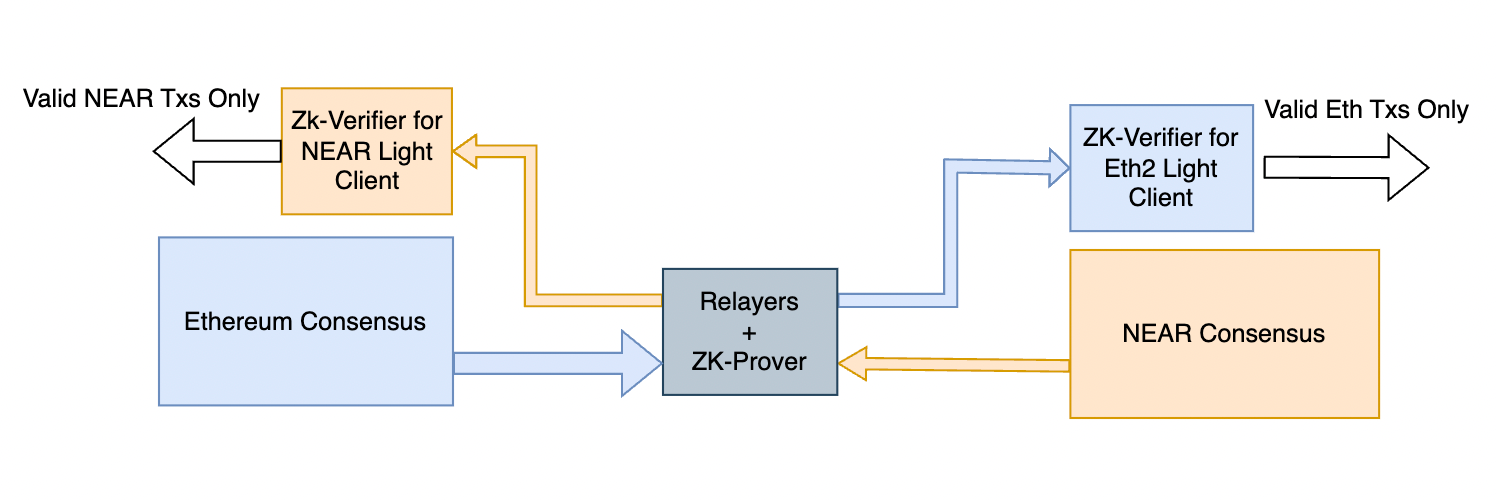 Valid NEAR Txs Only
Zk-Verifier for
NEAR Light
Client
Ethereum Consensus
Relayers
+
ZK-Prover
ZK-Verifier for
Eth2 Light
Client
Valid Eth Txs Only
NEAR Consensus